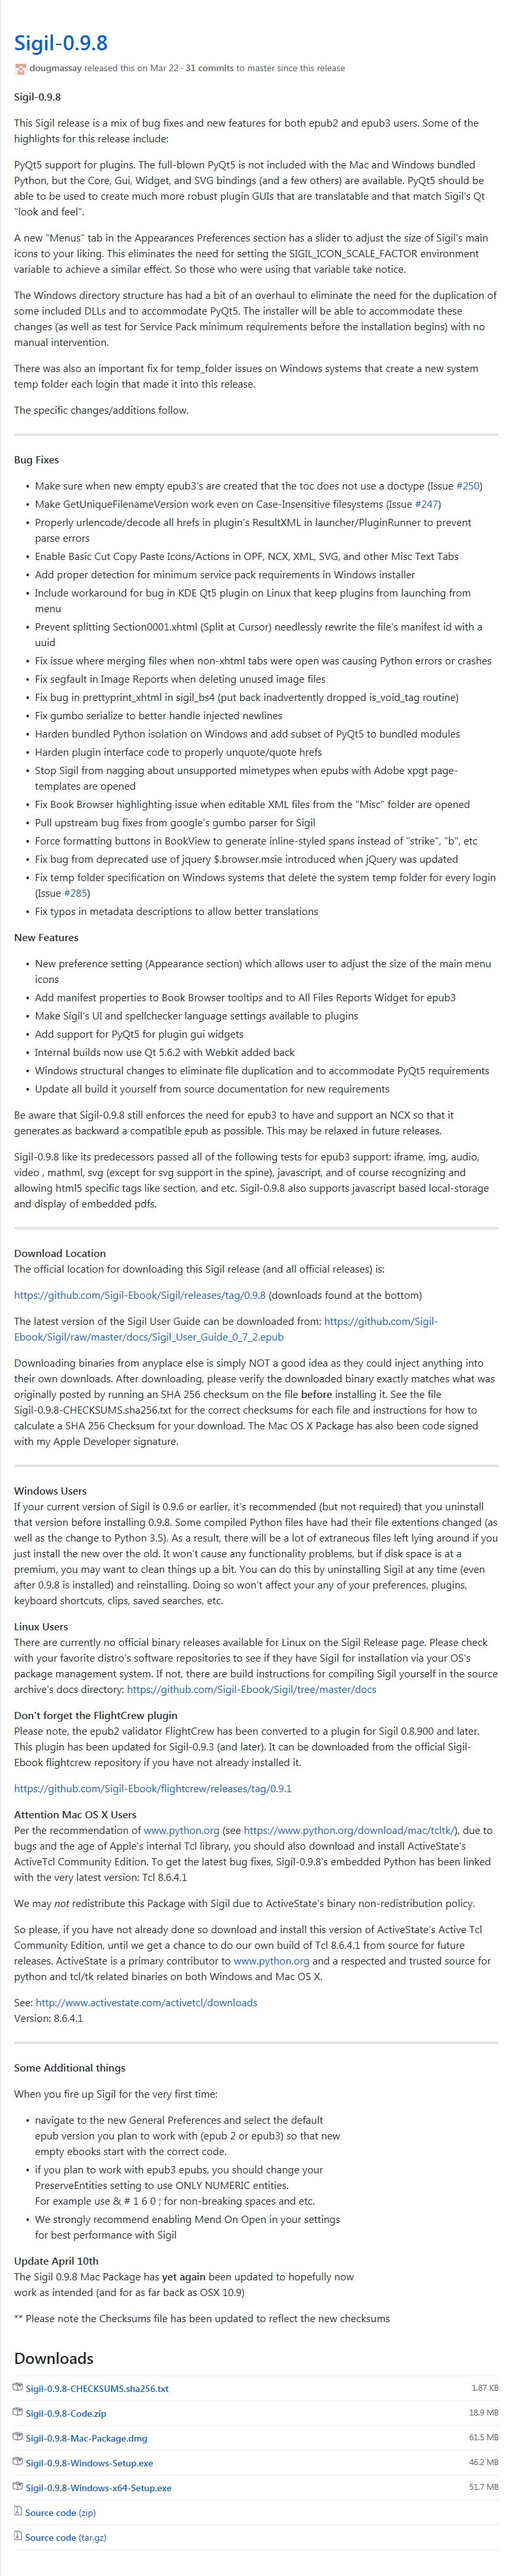 Sigil-0.9.8
dougmassay released this on Mar 22 · 31 commits to master since this release
Sigil-0.9.8
This Sigil release is a mix of bug fixes and new features for both epub2 and epub3 users. Some of the
highlights for this release include:
PyQt5 support for plugins. The full-blown PyQt5 is not included with the Mac and Windows bundled
Python, but the Core, Gui, Widget, and SVG bindings (and a few others) are available. PyQt5 should be
able to be used to create much more robust plugin GUIs that are translatable and that match Sigil's Qt
"look and feel".
A new "Menus" tab in the Appearances Preferences section has a slider to adjust the size of Sigil's main
icons to your liking. This eliminates the need for setting the SIGIL_ICON_SCALE_FACTOR environment
variable to achieve a similar effect. So those who were using that variable take notice.
The Windows directory structure has had a bit of an overhaul to eliminate the need for the duplication of
some included DLLs and to accommodate PyQt5. The installer will be able to accommodate these
changes (as well as test for Service Pack minimum requirements before the installation begins) with no
manual intervention.
There was also an important fix for temp_folder issues on Windows systems that create a new system
temp folder each login that made it into this release.
The specific changes/additions follow.
Bug Fixes
• Make sure when new empty epub3's are created that the toc does not use a doctype (Issue #250)
• Make GetUniqueFilenameVersion work even on Case-Insensitive filesystems (Issue #247)
• Properly urlencode/decode all hrefs in plugin's ResultXML in launcher/PluginRunner to prevent
parse errors
• Enable Basic Cut Copy Paste Icons/Actions in OPF, NCX, XML, SVG, and other Misc Text Tabs
• Add proper detection for minimum service pack requirements in Windows installer
• Include workaround for bug in KDE Qt5 plugin on Linux that keep plugins from launching from
menu
• Prevent splitting Section0001.xhtml (Split at Cursor) needlessly rewrite the file's manifest id with a
uuid
• Fix issue where merging files when non-xhtml tabs were open was causing Python errors or crashes
• Fix segfault in Image Reports when deleting unused image files
• Fix bug in prettyprint_xhtml in sigil_bs4 (put back inadvertently dropped is_void_tag routine)
• Fix gumbo serialize to better handle injected newlines
• Harden bundled Python isolation on Windows and add subset of PyQt5 to bundled modules
• Harden plugin interface code to properly unquote/quote hrefs
• Stop Sigil from nagging about unsupported mimetypes when epubs with Adobe xpgt page-
templates are opened
• Fix Book Browser highlighting issue when editable XML files from the "Misc" folder are opened
• Pull upstream bug fixes from google's gumbo parser for Sigil
• Force formatting buttons in BookView to generate inline-styled spans instead of "strike", "b", etc
• Fix bug from deprecated use of jquery $.browser.msie introduced when jQuery was updated
• Fix temp folder specification on Windows systems that delete the system temp folder for every login
(Issue #285)
• Fix typos in metadata descriptions to allow better translations
New Features
• New preference setting (Appearance section) which allows user to adjust the size of the main menu
icons
• Add manifest properties to Book Browser tooltips and to All Files Reports Widget for epub3
• Make Sigil's UI and spellchecker language settings available to plugins
• Add support for PyQt5 for plugin gui widgets
• Internal builds now use Qt 5.6.2 with Webkit added back
• Windows structural changes to eliminate file duplication and to accommodate PyQt5 requirements
• Update all build it yourself from source documentation for new requirements
Be aware that Sigil-0.9.8 still enforces the need for epub3 to have and support an NCX so that it
generates as backward a compatible epub as possible. This may be relaxed in future releases.
Sigil-0.9.8 like its predecessors passed all of the following tests for epub3 support: iframe, img, audio,
video , mathml, svg (except for svg support in the spine), javascript, and of course recognizing and
allowing html5 specific tags like section, and etc. Sigil-0.9.8 also supports javascript based local-storage
and display of embedded pdfs.
Download Location
The official location for downloading this Sigil release (and all official releases) is:
https://github.com/Sigil-Ebook/Sigil/releases/tag/0.9.8 (downloads found at the bottom)
The latest version of the Sigil User Guide can be downloaded from: https://github.com/Sigil-
Ebook/Sigil/raw/master/docs/Sigil_User_Guide_0_7_2.epub
Downloading binaries from anyplace else is simply NOT a good idea as they could inject anything into
their own downloads. After downloading, please verify the downloaded binary exactly matches what was
originally posted by running an SHA 256 checksum on the file before installing it. See the file
Sigil-0.9.8-CHECKSUMS.sha256.txt for the correct checksums for each file and instructions for how to
calculate a SHA 256 Checksum for your download. The Mac OS X Package has also been code signed
with my Apple Developer signature.
Windows Users
If your current version of Sigil is 0.9.6 or earlier, it's recommended (but not required) that you uninstall
that version before installing 0.9.8. Some compiled Python files have had their file extentions changed (as
well as the change to Python 3.5). As a result, there will be a lot of extraneous files left lying around if you
just install the new over the old. It won't cause any functionality problems, but if disk space is at a
premium, you may want to clean things up a bit. You can do this by uninstalling Sigil at any time (even
after 0.9.8 is installed) and reinstalling. Doing so won't affect your any of your preferences, plugins,
keyboard shortcuts, clips, saved searches, etc.
Linux Users
There are currently no official binary releases available for Linux on the Sigil Release page. Please check
with your favorite distro's software repositories to see if they have Sigil for installation via your OS's
package management system. If not, there are build instructions for compiling Sigil yourself in the source
archive's docs directory: https://github.com/Sigil-Ebook/Sigil/tree/master/docs
Don't forget the FlightCrew plugin
Please note, the epub2 validator FlightCrew has been converted to a plugin for Sigil 0.8.900 and later.
This plugin has been updated for Sigil-0.9.3 (and later). It can be downloaded from the official Sigil-
Ebook flightcrew repository if you have not already installed it.
https://github.com/Sigil-Ebook/flightcrew/releases/tag/0.9.1
Attention Mac OS X Users
Per the recommendation of www.python.org (see https://www.python.org/download/mac/tcltk/), due to
bugs and the age of Apple's internal Tcl library, you should also download and install ActiveState's
ActiveTcl Community Edition. To get the latest bug fixes, Sigil-0.9.8's embedded Python has been linked
with the very latest version: Tcl 8.6.4.1
We may not redistribute this Package with Sigil due to ActiveState's binary non-redistribution policy.
So please, if you have not already done so download and install this version of ActiveState's Active Tcl
Community Edition, until we get a chance to do our own build of Tcl 8.6.4.1 from source for future
releases. ActiveState is a primary contributor to www.python.org and a respected and trusted source for
python and tcl/tk related binaries on both Windows and Mac OS X.
See: http://www.activestate.com/activetcl/downloads
Version: 8.6.4.1
Some Additional things
When you fire up Sigil for the very first time:
• navigate to the new General Preferences and select the default
epub version you plan to work with (epub 2 or epub3) so that new
empty ebooks start with the correct code.
• if you plan to work with epub3 epubs, you should change your
PreserveEntities setting to use ONLY NUMERIC entities.
For example use & # 1 6 0 ; for non-breaking spaces and etc.
• We strongly recommend enabling Mend On Open in your settings
for best performance with Sigil
Update April 10th
The Sigil 0.9.8 Mac Package has yet again been updated to hopefully now
work as intended (and for as far back as OSX 10.9)
** Please note the Checksums file has been updated to reflect the new checksums
Downloads
Sigil-0.9.8-CHECKSUMS.sha256.txt 1.87 KB
Sigil-0.9.8-Code.zip 18.9 MB
Sigil-0.9.8-Mac-Package.dmg 61.5 MB
Sigil-0.9.8-Windows-Setup.exe 46.2 MB
Sigil-0.9.8-Windows-x64-Setup.exe 51.7 MB
Source code (zip)
Source code (tar.gz)